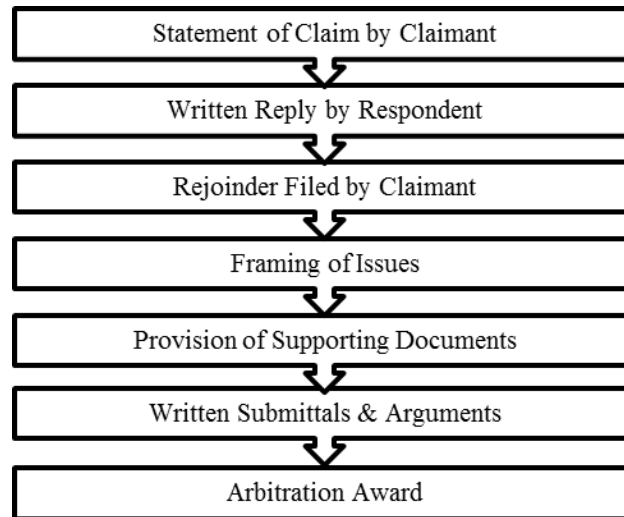 Statement of Claim by Claimant
Written Reply by Respondent
Rejoinder Filed by Claimant
Framing of Issues
Provision of Supporting Documents
Written Submittals & Arguments
Arbitration Award